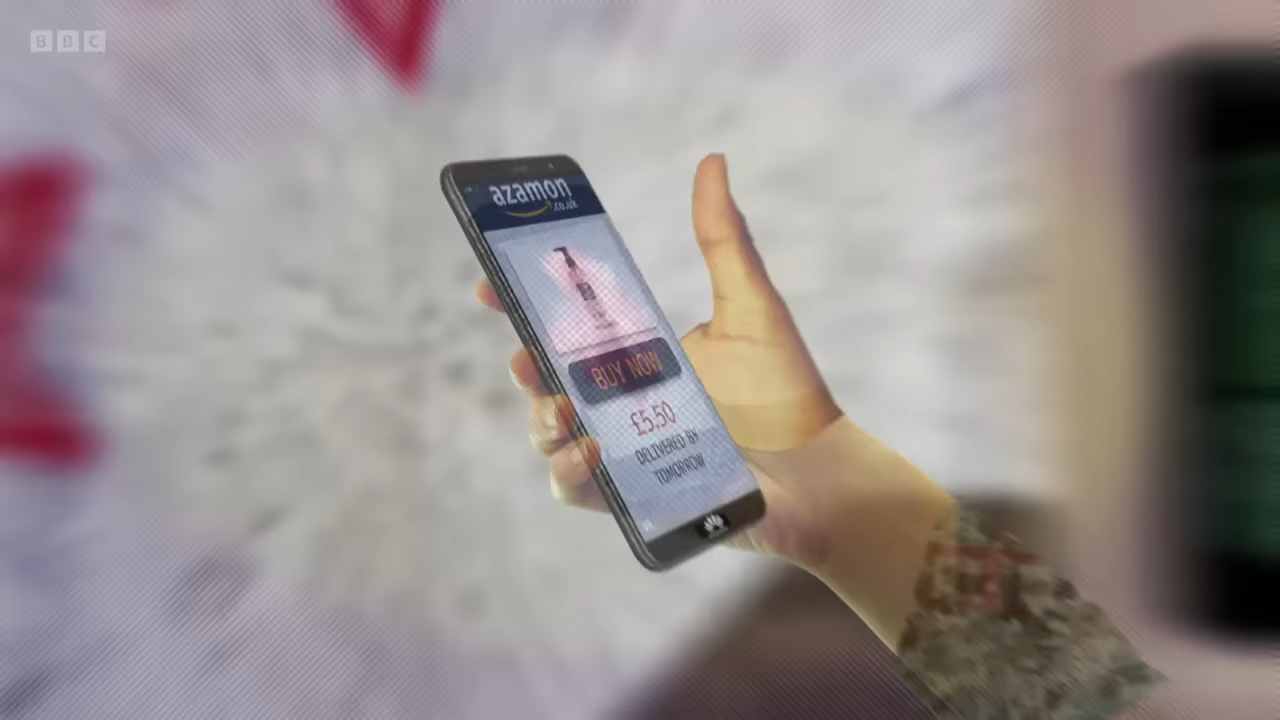 BBC
azamon
.co.uk
BUY NOW
£5.50
DELIVERED BY
TOMORROW